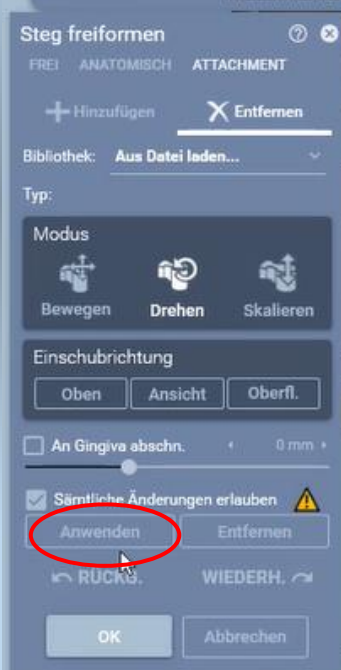 Steg freiformen
FREI ANATOMISCH ATTACHMENT
Hinzufügen Entfernen
Bibliothek: Aus Datei laden...
Typ:
Modus
Bewegen Drehen Skalieren
Einschubrichtung
Oben Ansicht Oberfl.
An Gingiva abschn. 0 mm
Sämtliche Änderungen erlauben
Anwenden Entfernen
RÜCKG. WIEDERH.
OK Abbrechen